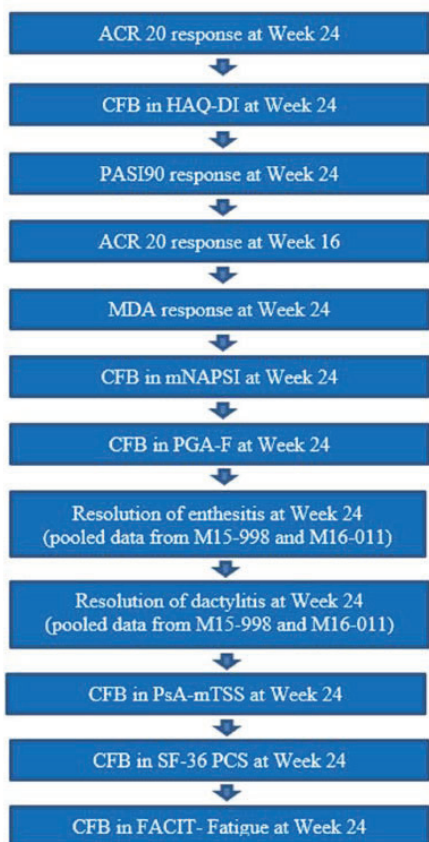 ACR 20 response at Week 24
CFB in HAQ-DI at Week 24
PASI90 response at Week 24
ACR 20 response at Week 16
MDA response at Week 24
CFB in mNAPSI at Week 24
CFB in PGA-F at Week 24
Resolution of enthesitis at Week 24
(pooled data from M15-998 and M16-011)
Resolution of dactylitis at Week 24
(pooled data from M15-998 and M16-011)
CFB in PsA-mTSS at Week 24
CFB in SF-36 PCS at Week 24
CFB in FACIT- Fatigue at Week 24